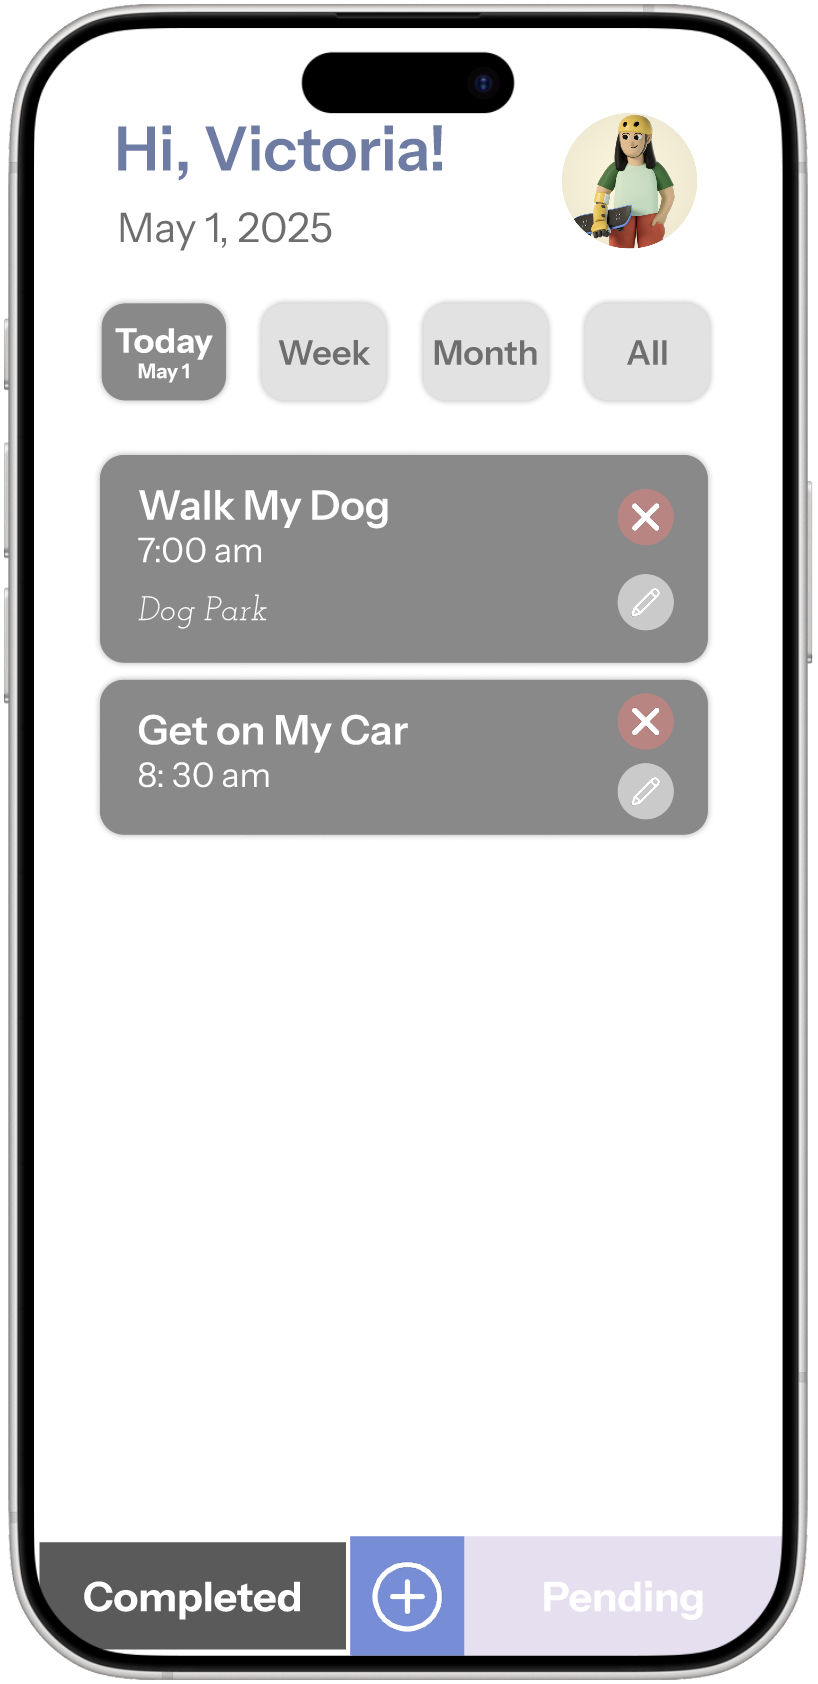 Hi, Victoria!
May 1, 2025
Today
May 1
Week
Month
All
Walk My Dog
7:00 am
Dog Park
Get on My Car
8: 30 am
Completed
Pending